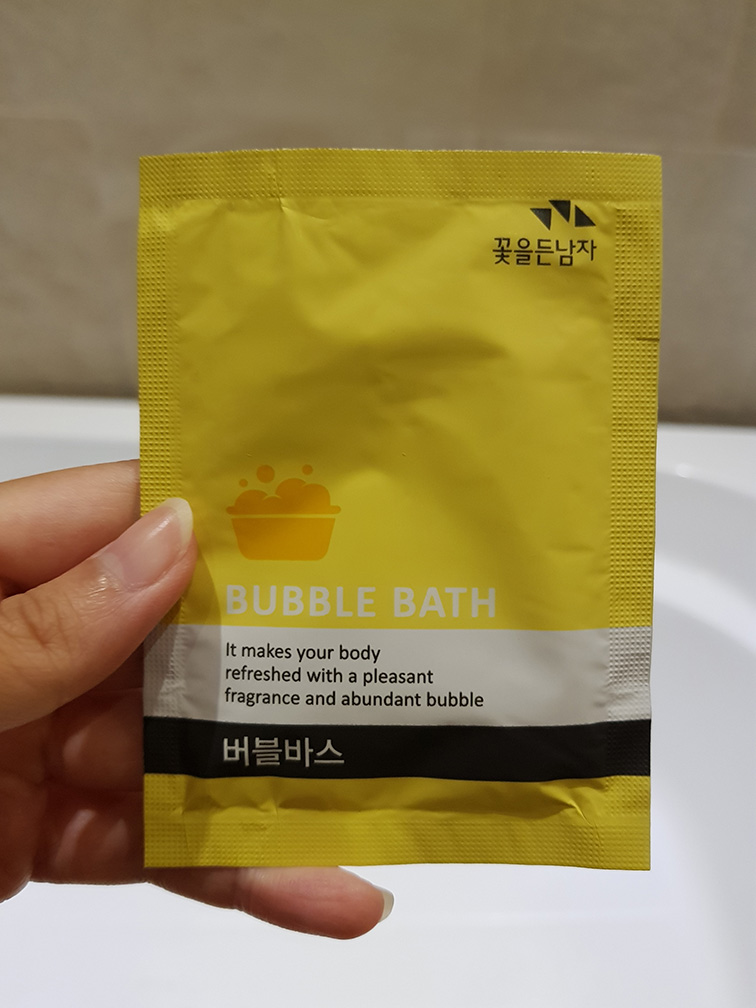 꽃을든남자
BUBBLE BATH
It makes your body
refreshed with a pleasant
fragrance and abundant bubble
버블바스